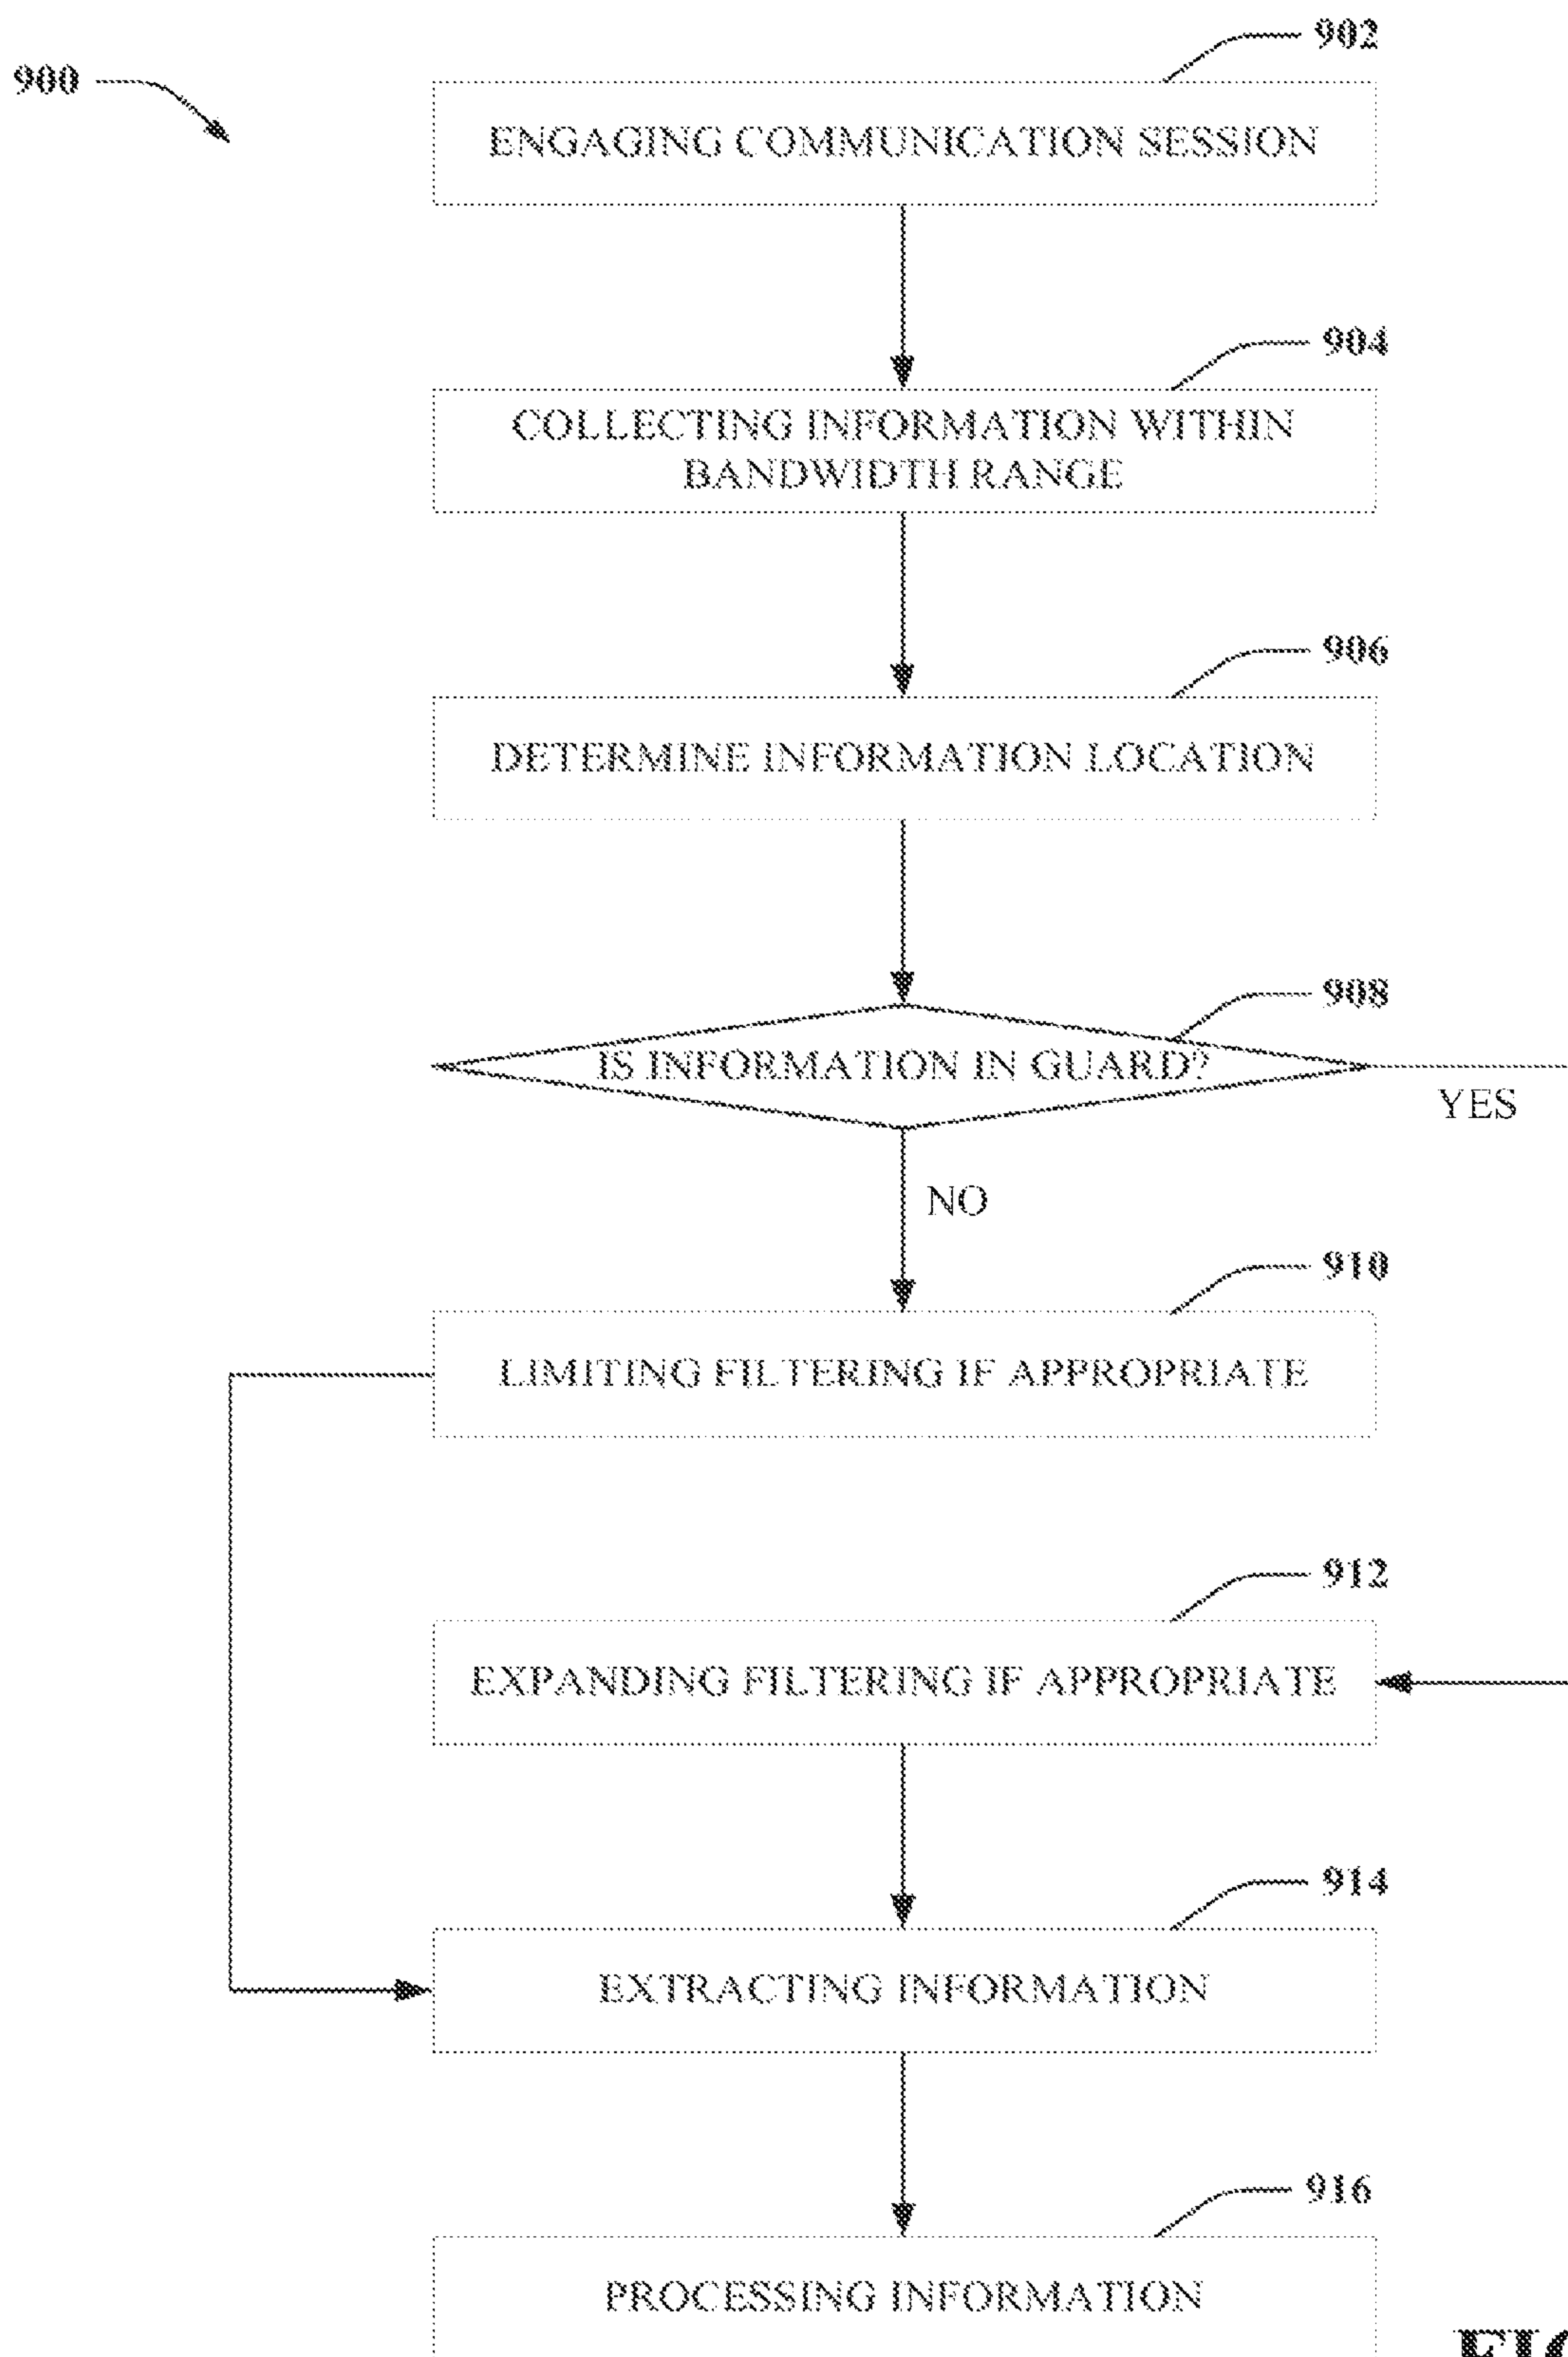 902
900
ENGAGING COMMUNICATION SESSION
904
COLLECTING INFORMATION WITHIN
BANDWIDTH RANGE
906
DETERMINE INFORMATION LOCATION
908
IS INFORMATION IN GUARD?
YES
NO
910
LIMITING FILTERING IF APPROPRIATE
912
EXPANDING FILTERING IF APPROPRIATE
914
EXTRACTING INFORMATION
916
PROCESSING INFORMATION